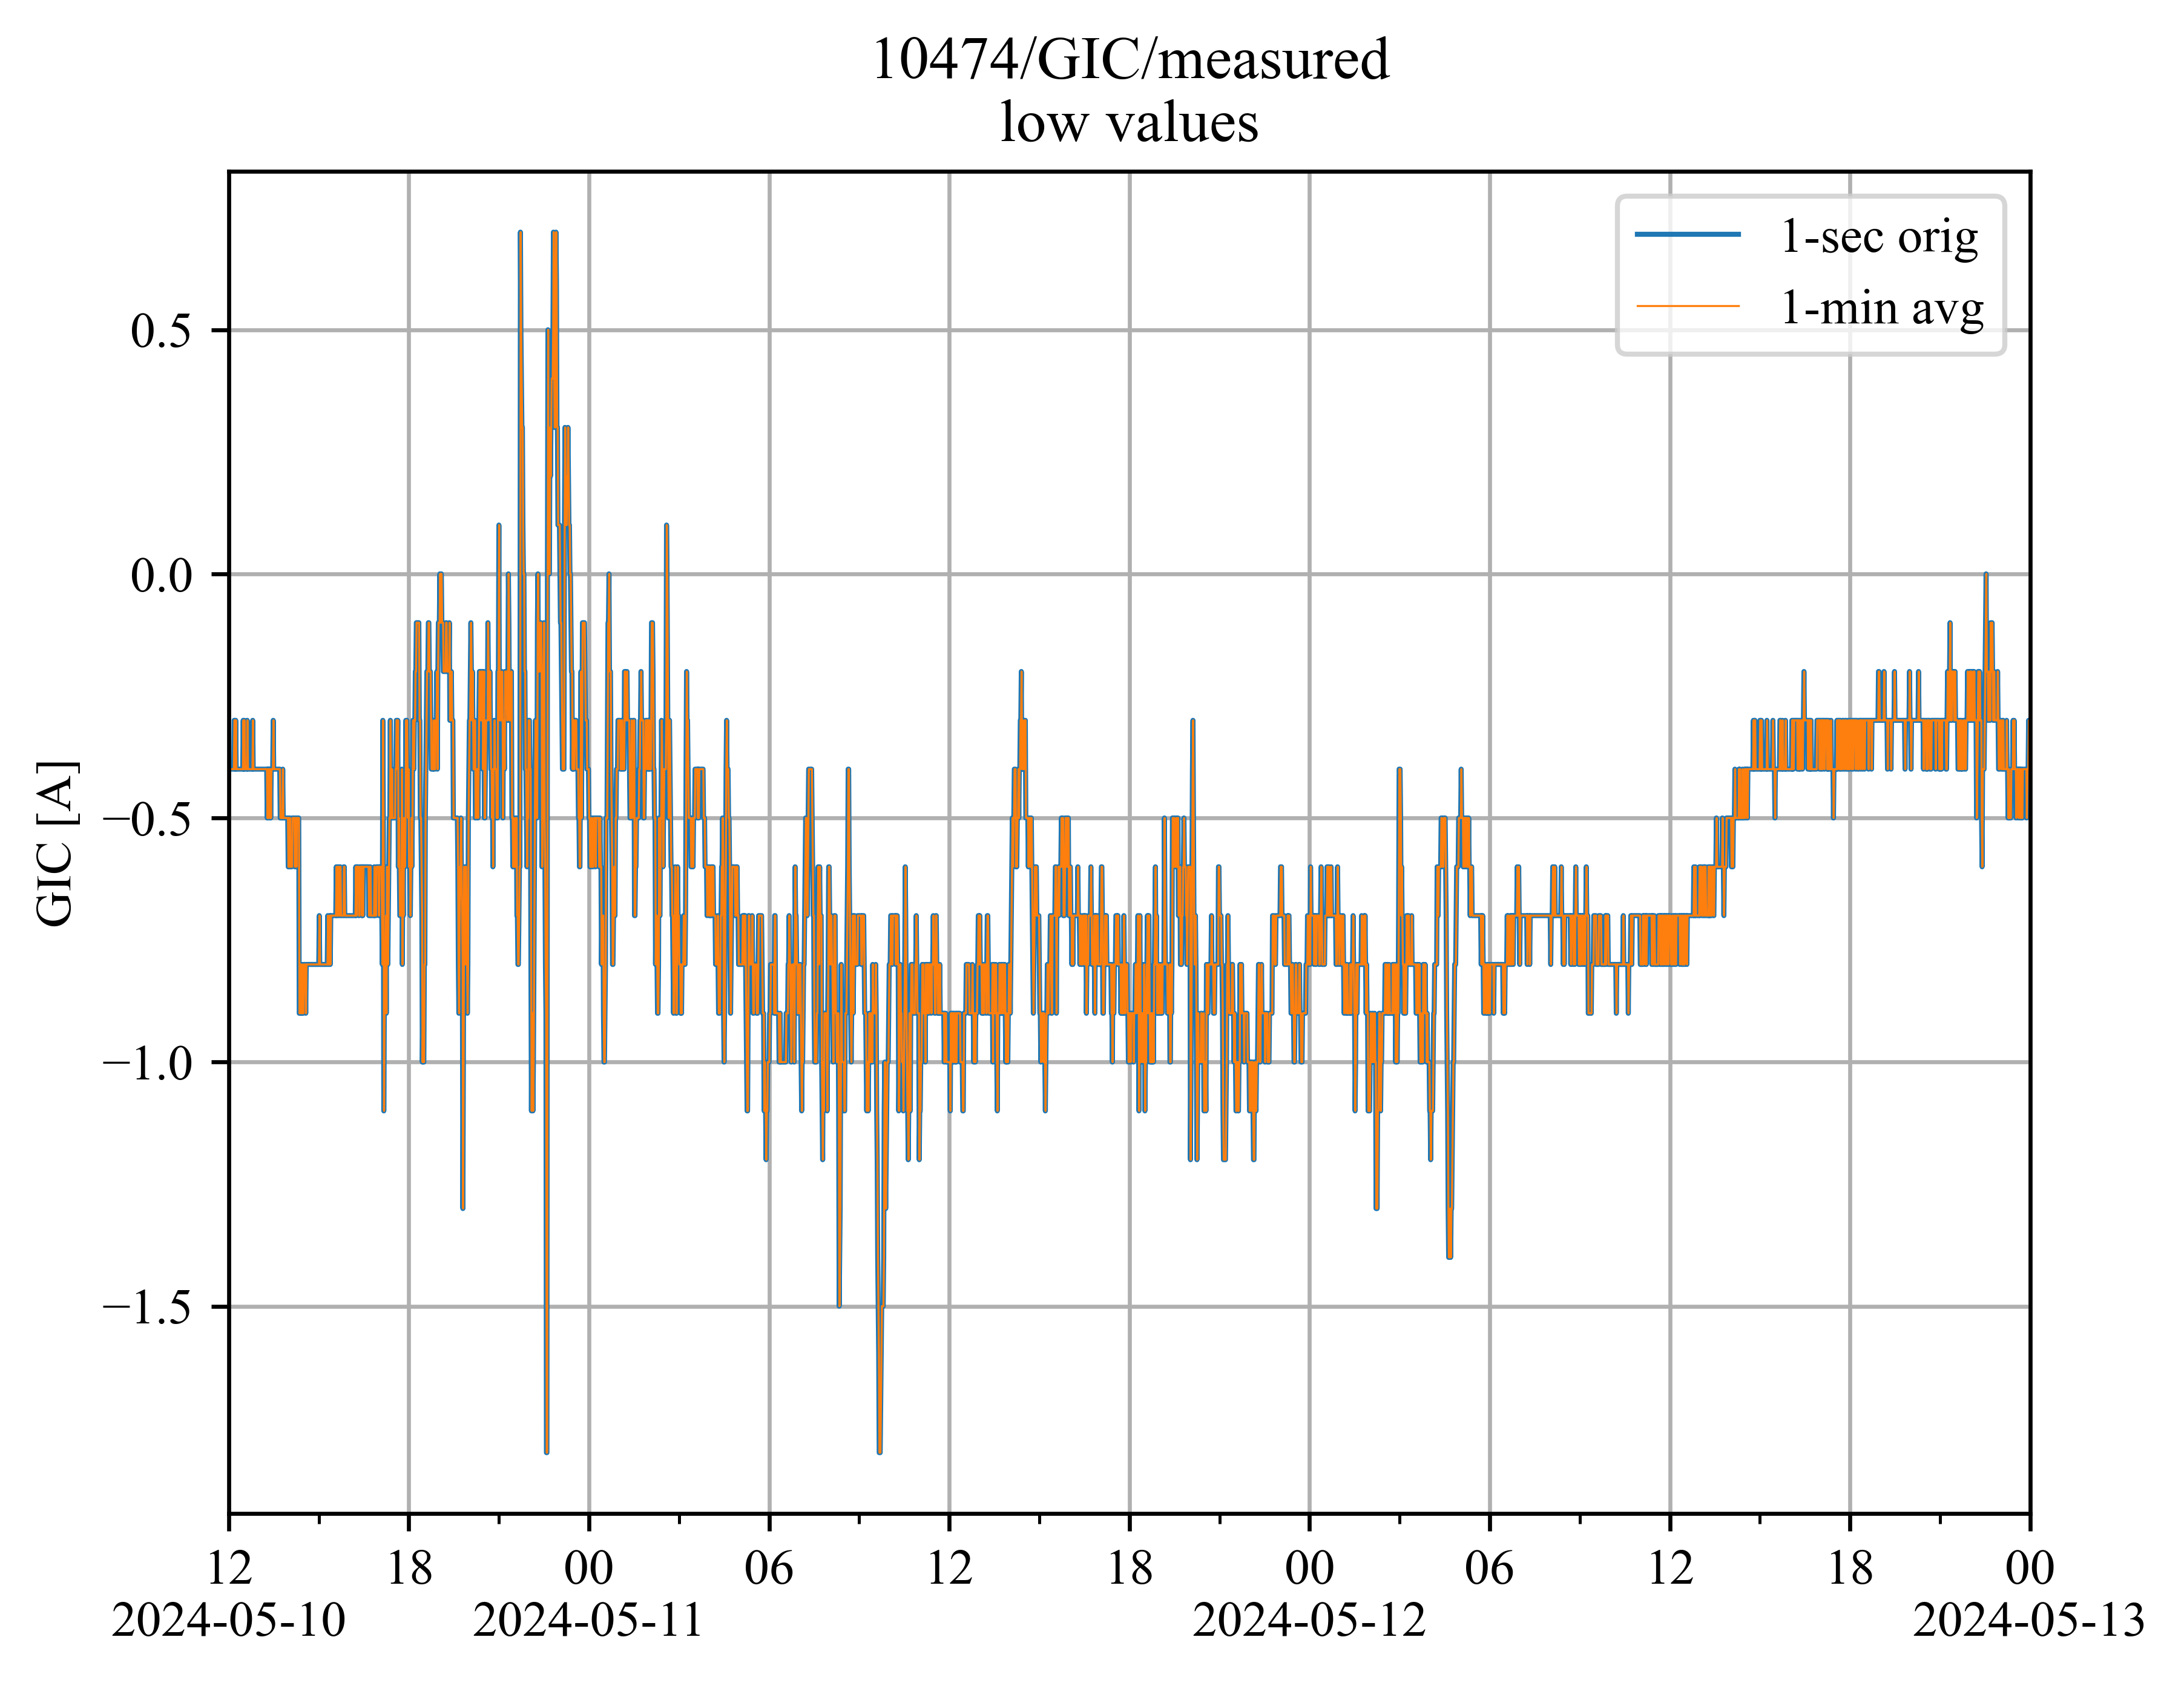 10474/GIC/measured
low values
1-sec orig
1-min avg
GIC [A]
0.5
0.0
−0.5
−1.0
−1.5
12 18 00 06 12 18 00 06 12 18 00
2024-05-10 2024-05-11 2024-05-12 2024-05-13